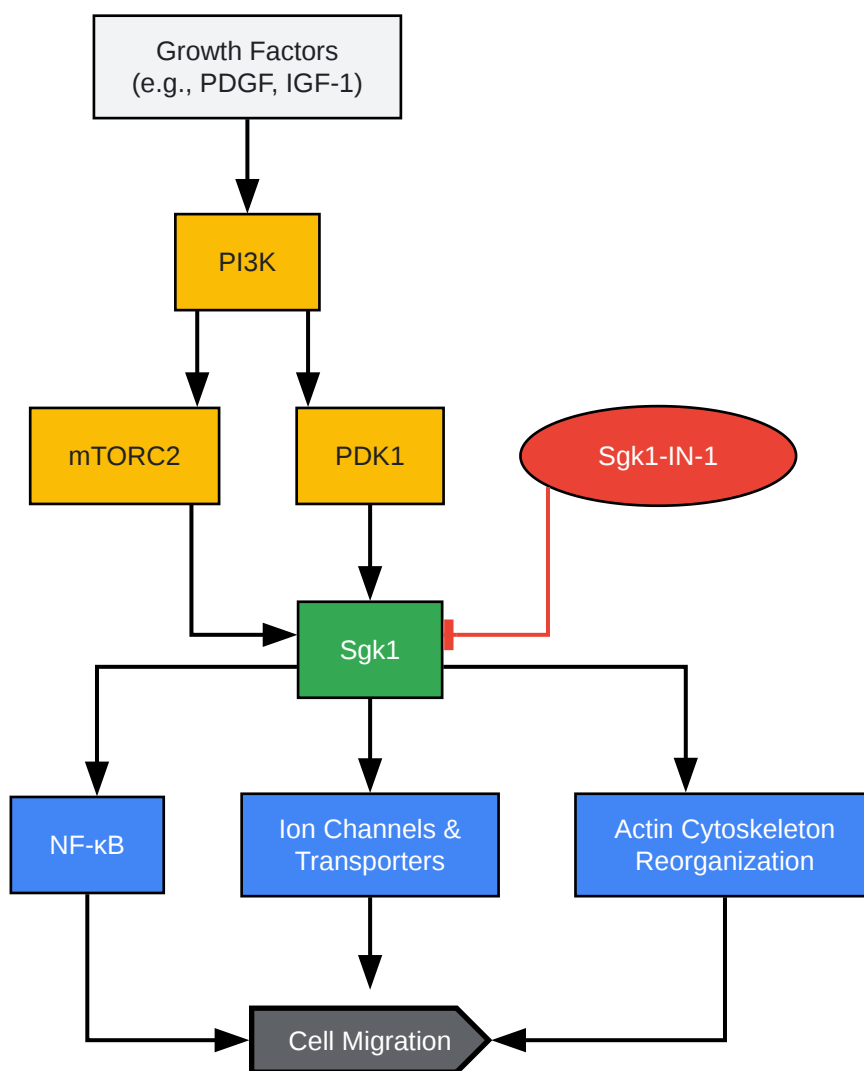 Growth Factors
(e.g., PDGF, IGF-1)
PI3K
mTORC2
PDK1
Sgk1-IN-1
Sgk1
NF-κB
Ion Channels &
Transporters
Actin Cytoskeleton
Reorganization
Cell Migration